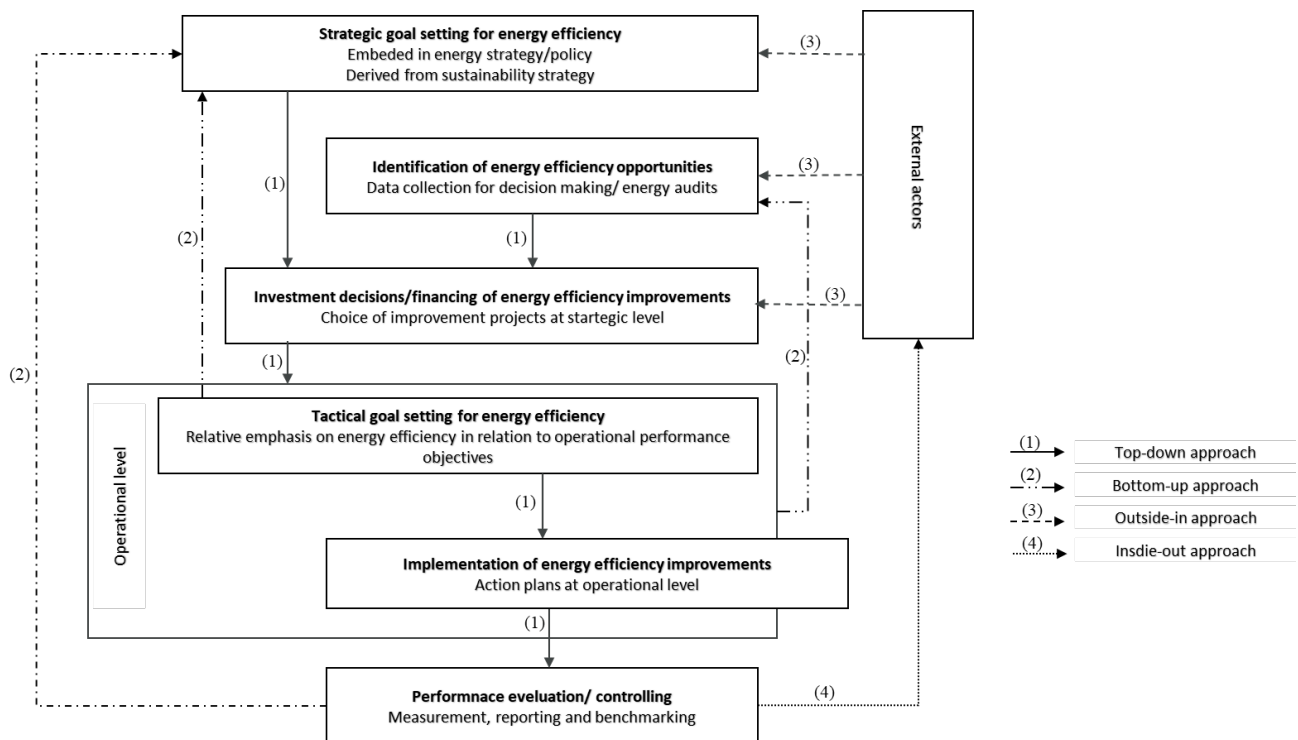 Strategic goal setting for energy efficiency
Embeded in energy strategy/policy
Derived from sustainability strategy
(3)
External actors
Identification of energy efficiency opportunities
Data collection for decision making/ energy audits
(3)
(1)
(2)
(1)
Investment decisions/financing of energy efficiency improvements
Choice of improvement projects at startegic level
(3)
(2)
(1)
(2)
Operational level
Tactical goal setting for energy efficiency
Relative emphasis on energy efficiency in relation to operational performance
objectives
(1)
Implementation of energy efficiency improvements
Action plans at operational level
(1)
Performnace evaluation/ controlling
Measurement, reporting and benchmarking
(4)
(1)
Top-down approach
(2)
Bottom-up approach
(3)
Outside-in approach
(4)
Insdie-out approach